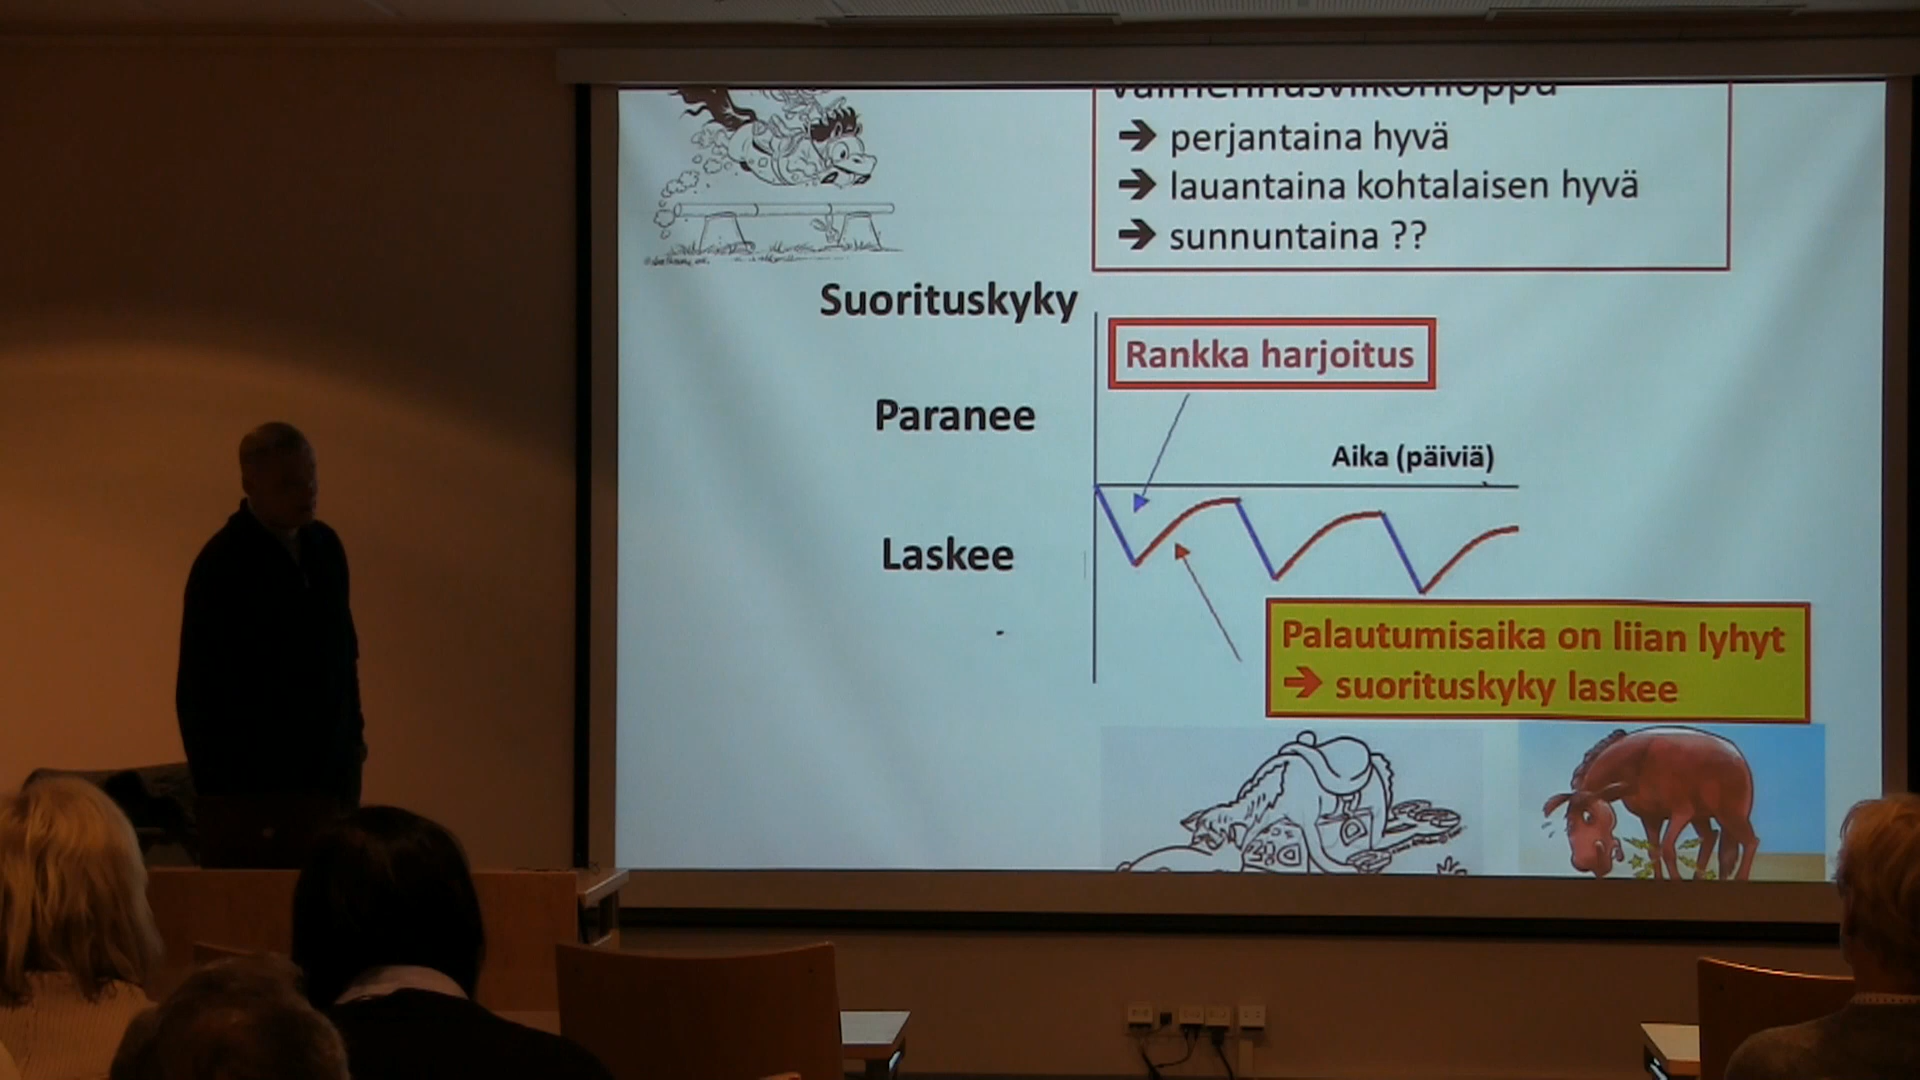 valmennusviikonloppu
➔ perjantaina hyvä
➔ lauantaina kohtalaisen hyvä
➔ sunnuntaina ??
Suorituskyky
Rankka harjoitus
Paranee
Aika (päiviä)
Laskee
Palautumisaika on liian lyhyt
➔ suorituskyky laskee